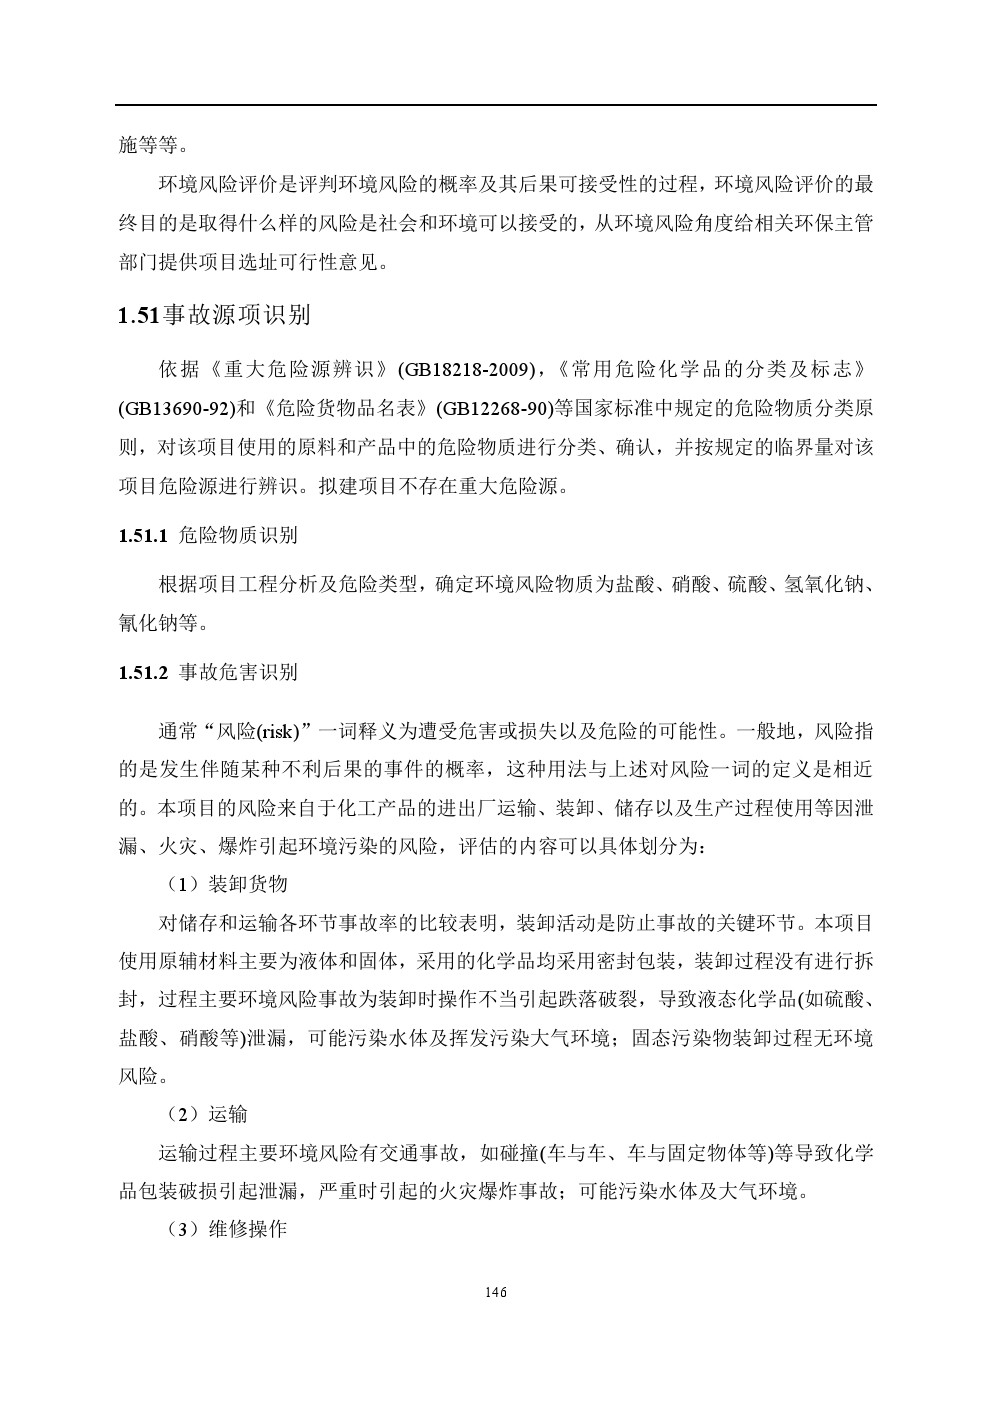 施等等。
环境风险评价是评判环境风险的概率及其后果可接受性的过程，环境风险评价的最
终目的是取得什么样的风险是社会和环境可以接受的，从环境风险角度给相关环保主管
部门提供项目选址可行性意见。
1.51事故源项识别
依据《重大危险源辨识》(GB18218-2009)，《常用危险化学品的分类及标志》
(GB13690-92)和《危险货物品名表》(GB12268-90)等国家标准中规定的危险物质分类原
则，对该项目使用的原料和产品中的危险物质进行分类、确认，并按规定的临界量对该
项目危险源进行辨识。拟建项目不存在重大危险源。
1.51.1 危险物质识别
根据项目工程分析及危险类型，确定环境风险物质为盐酸、硝酸、硫酸、氢氧化钠、
氰化钠等。
1.51.2 事故危害识别
通常“风险(risk)”一词释义为遭受危害或损失以及危险的可能性。一般地，风险指
的是发生伴随某种不利后果的事件的概率，这种用法与上述对风险一词的定义是相近
的。本项目的风险来自于化工产品的进出厂运输、装卸、储存以及生产过程使用等因泄
漏、火灾、爆炸引起环境污染的风险，评估的内容可以具体划分为：
（1）装卸货物
对储存和运输各环节事故率的比较表明，装卸活动是防止事故的关键环节。本项目
使用原辅材料主要为液体和固体，采用的化学品均采用密封包装，装卸过程没有进行拆
封，过程主要环境风险事故为装卸时操作不当引起跌落破裂，导致液态化学品(如硫酸、
盐酸、硝酸等)泄漏，可能污染水体及挥发污染大气环境；固态污染物装卸过程无环境
风险。
（2）运输
运输过程主要环境风险有交通事故，如碰撞(车与车、车与固定物体等)等导致化学
品包装破损引起泄漏，严重时引起的火灾爆炸事故；可能污染水体及大气环境。
（3）维修操作
146